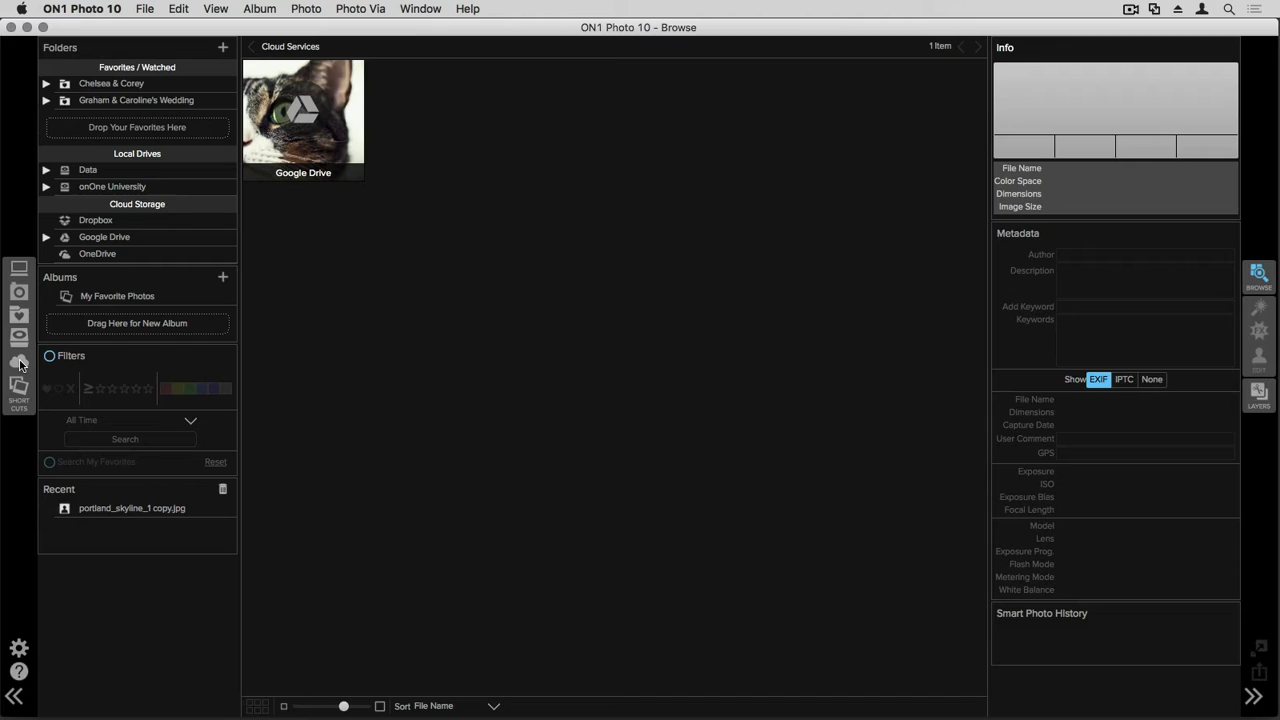 ON1 Photo 10 File Edit View Album Photo Photo Via Window Help
ON1 Photo 10 - Browse
Folders
Favorites / Watched
Chelsea & Corey
Graham & Caroline's Wedding
Drop Your Favorites Here
Local Drives
Data
onOne University
Cloud Storage
Dropbox
Google Drive
OneDrive
Albums
My Favorite Photos
Drag Here for New Album
Filters
All Time
Search
Search My Favorites Reset
Recent
portland_skyline_1 copy.jpg
SHORT
CUTS
Cloud Services 1 Item
Google Drive
Sort File Name
Info
File Name
Color Space
Dimensions
Image Size
Metadata
Author
Description
Add Keyword
Keywords
Show EXIF IPTC None
File Name
Dimensions
Capture Date
User Comment
GPS
Exposure
ISO
Exposure Bias
Focal Length
Model
Lens
Exposure Prog.
Flash Mode
Metering Mode
White Balance
Smart Photo History
BROWSE
EDIT
LAYERS